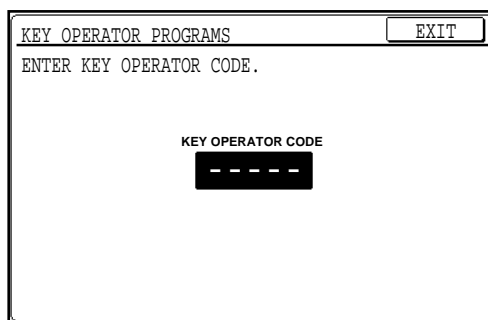 KEY OPERATOR PROGRAMS EXIT
ENTER KEY OPERATOR CODE.
KEY OPERATOR CODE
- - - - -